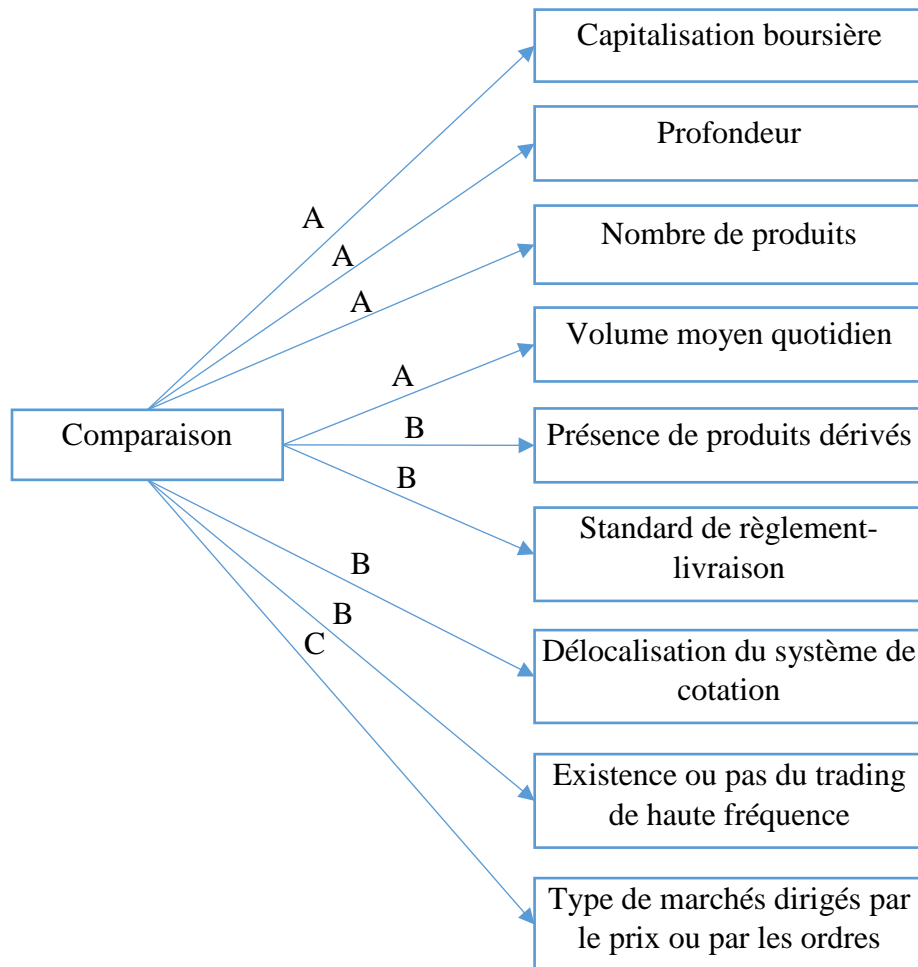 Capitalisation boursière
Profondeur
A
A
Nombre de produits
A
Volume moyen quotidien
A
Comparaison
B
Présence de produits dérivés
B
Standard de règlement-
livraison
B
Délocalisation du système de
cotation
B
C
Existence ou pas du trading
de haute fréquence
Type de marchés dirigés par
le prix ou par les ordres